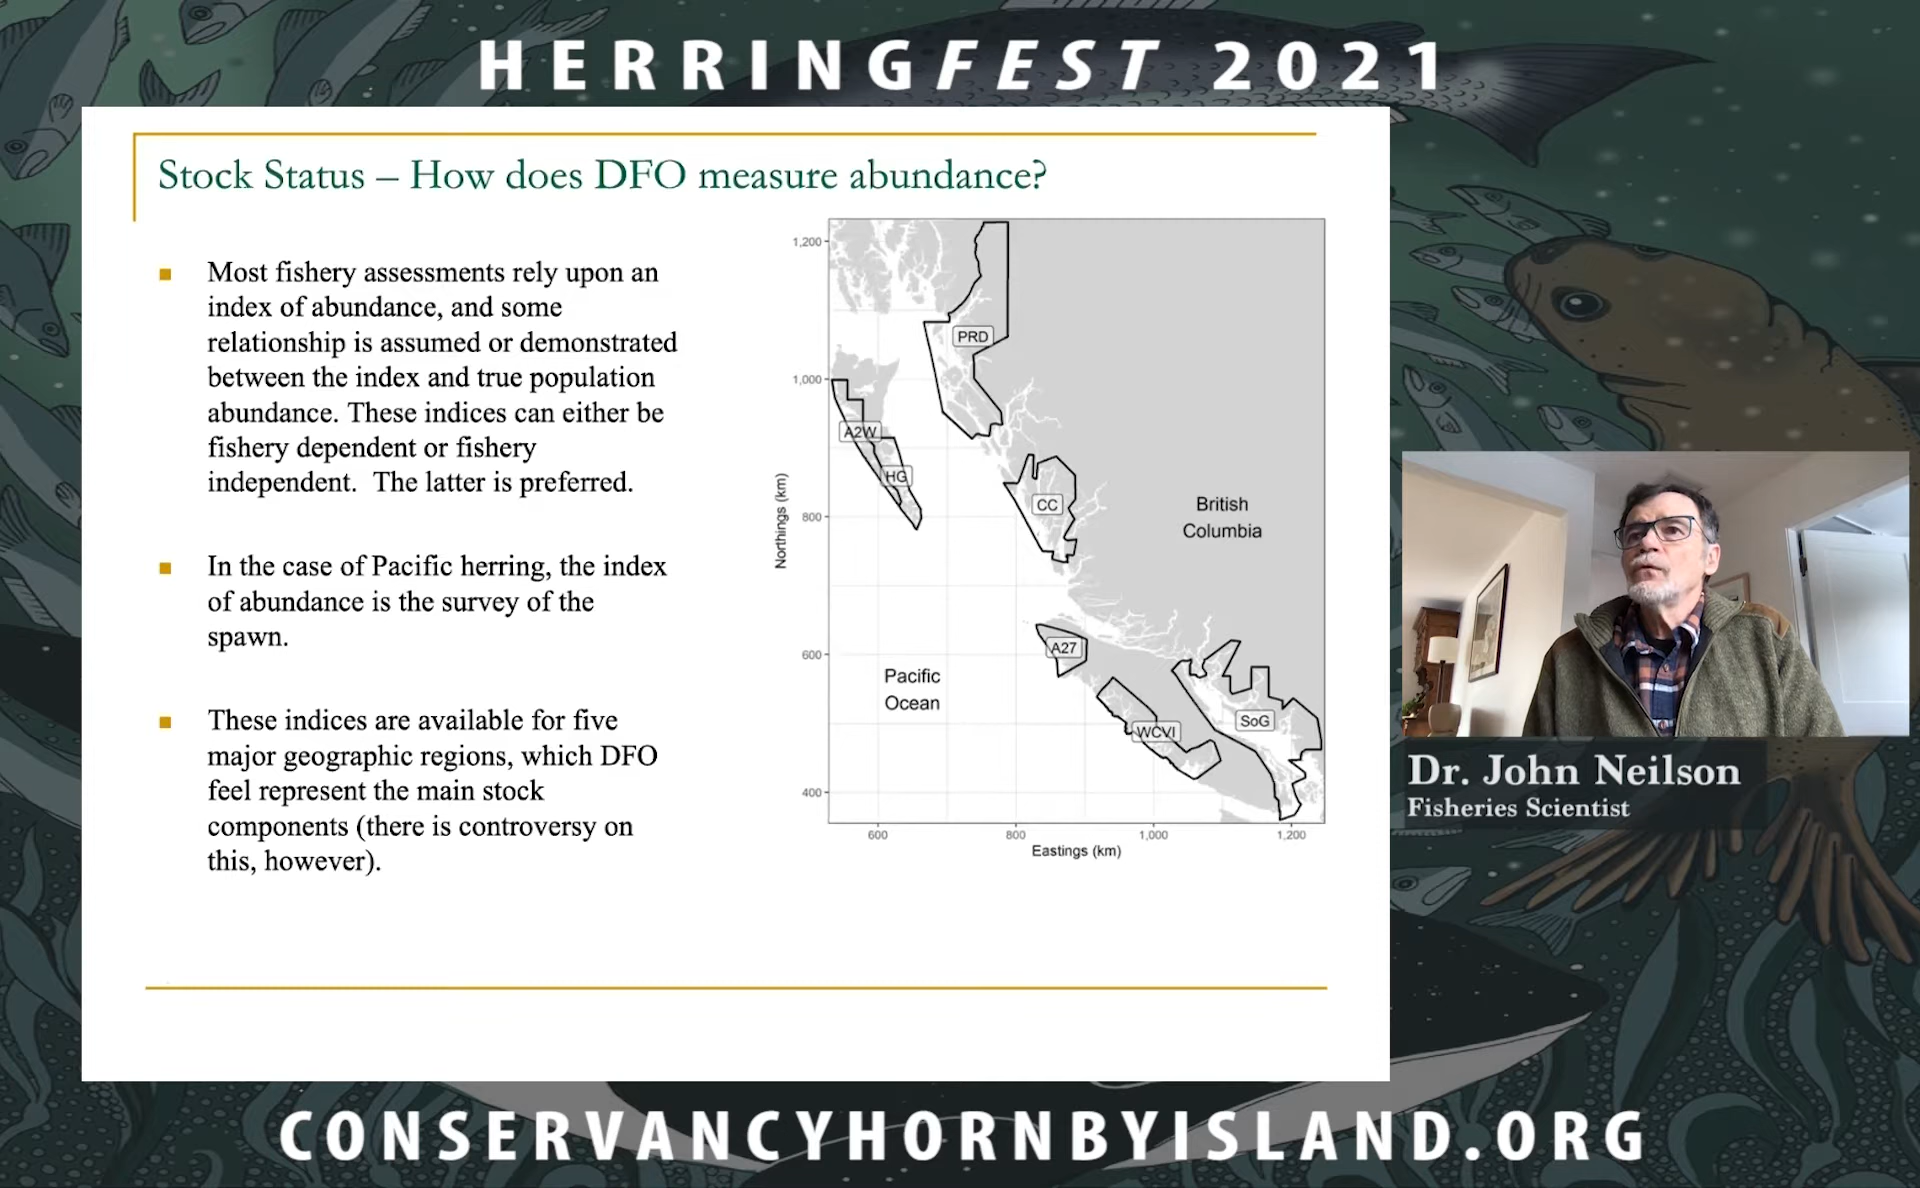 HERRINGFEST 2021
Stock Status – How does DFO measure abundance?
Most fishery assessments rely upon an
index of abundance, and some
relationship is assumed or demonstrated
between the index and true population
abundance. These indices can either be
fishery dependent or fishery
independent.  The latter is preferred.
In the case of Pacific herring, the index
of abundance is the survey of the
spawn.
These indices are available for five
major geographic regions, which DFO
feel represent the main stock
components (there is controversy on
this, however).
1,200
1,000
800
600
400
Northings (km)
PRD
A2W
HG
CC
British
Columbia
A27
Pacific
Ocean
WCVI
SoG
600
800
1,000
1,200
Eastings (km)
Dr. John Neilson
Fisheries Scientist
CONSERVANCYHORNBYISLAND.ORG